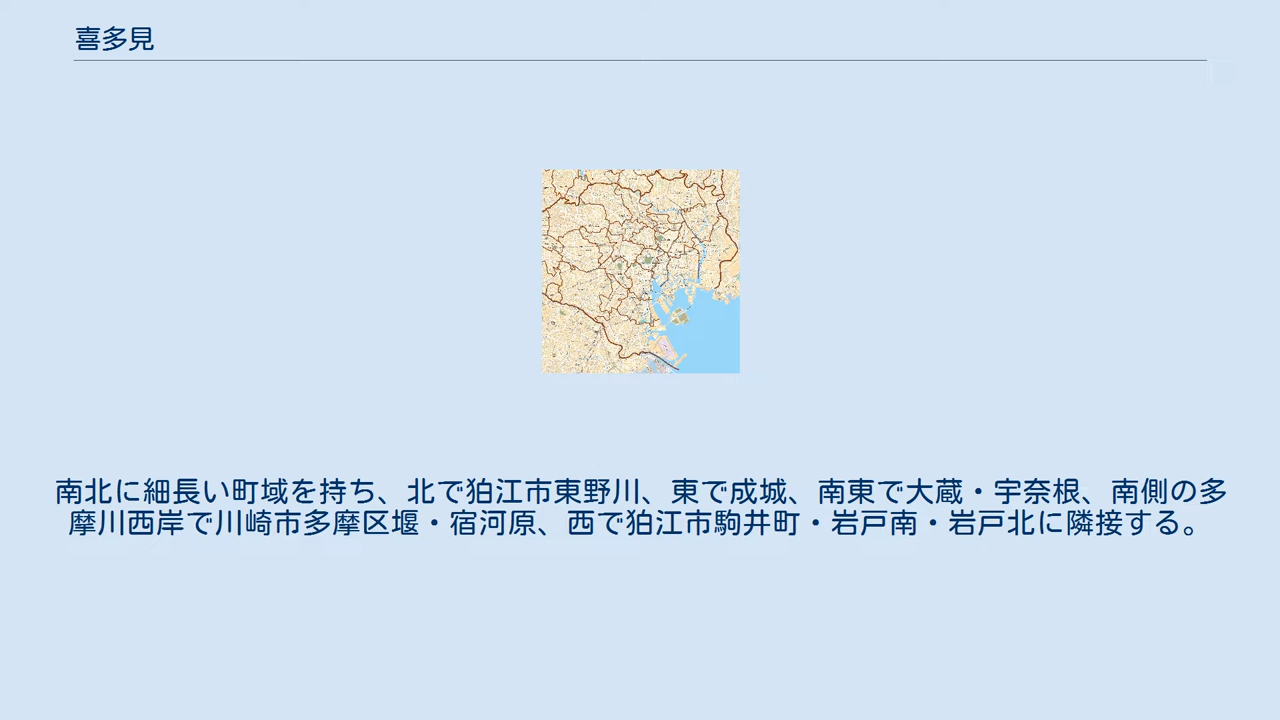 喜多見
南北に細長い町域を持ち、北で狛江市東野川、東で成城、南東で大蔵・宇奈根、南側の多
摩川西岸で川崎市多摩区堰・宿河原、西で狛江市駒井町・岩戸南・岩戸北に隣接する。